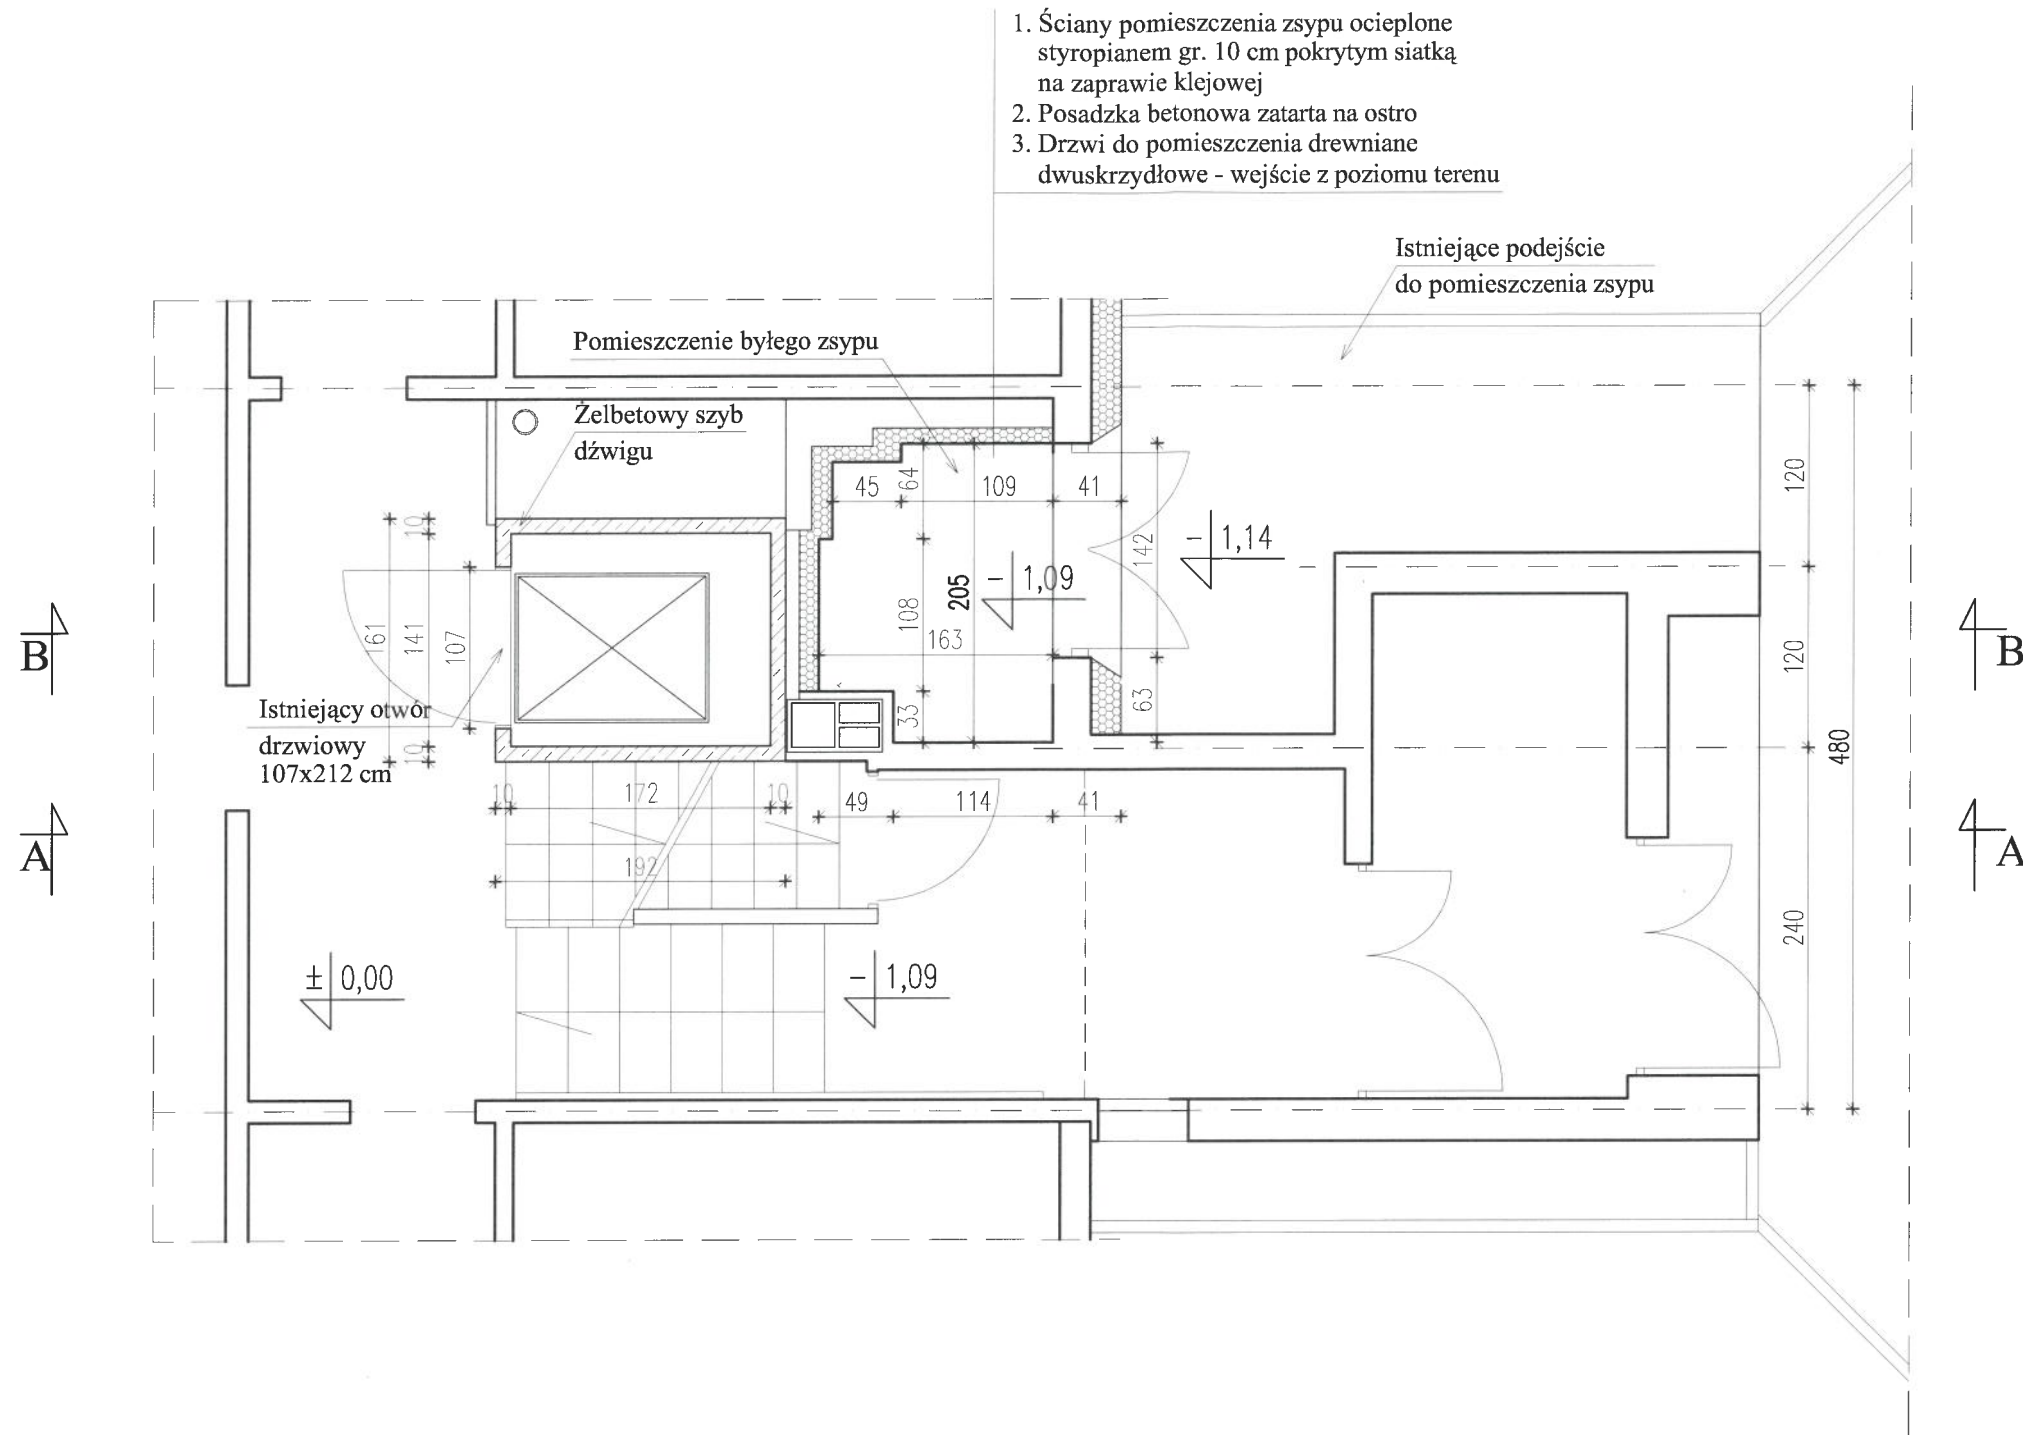 1. Ściany pomieszczenia zsypu ocieplone
styropianem gr. 10 cm pokrytym siatką
na zaprawie klejowej
2. Posadzka betonowa zatarta na ostro
3. Drzwi do pomieszczenia drewniane
dwuskrzydłowe - wejście z poziomu terenu
Istniejące podejście
do pomieszczenia zsypu
Pomieszczenie byłego zsypu
Żelbetowy szyb
dźwigu
45
64
109
41
120
10
142
- 1,14
161
141
107
108
205
- 1,09
163
120
B
B
Istniejący otwór
drzwiowy
107x212 cm
10
33
63
480
10
172
10
49
114
41
A
A
192
240
± 0,00
- 1,09